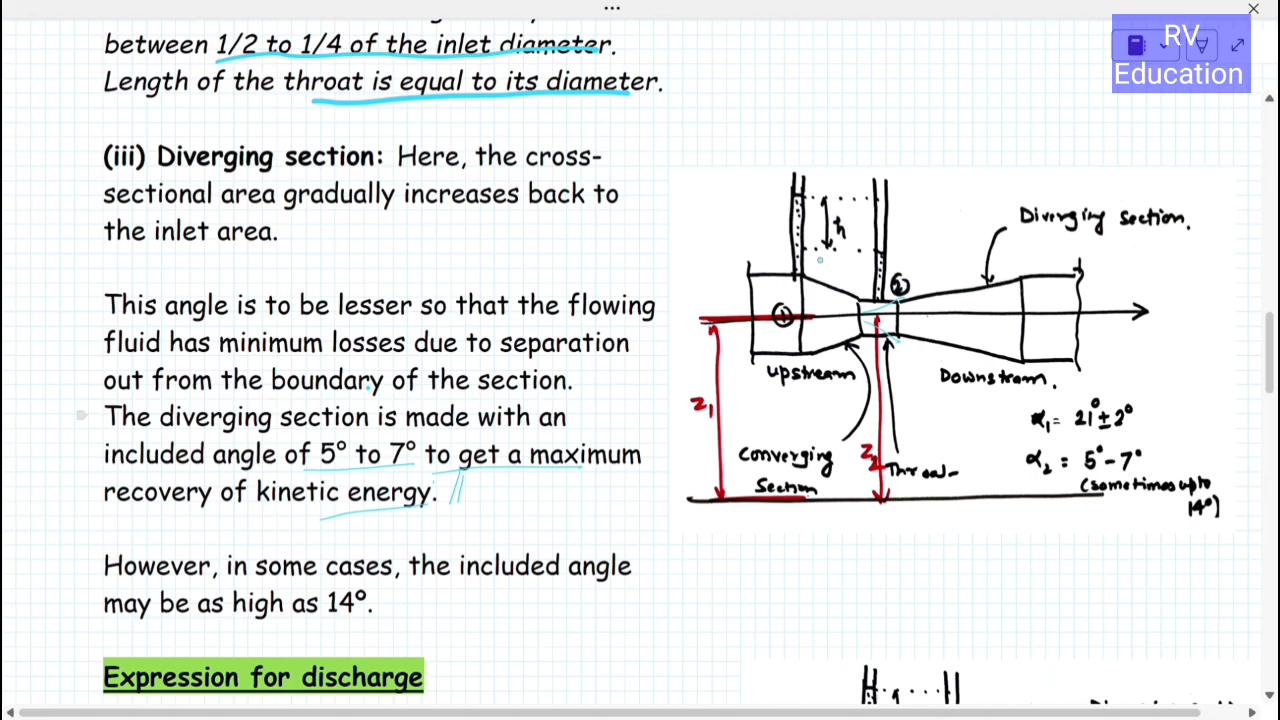 between 1/2 to 1/4 of the inlet diameter.
Length of the throat is equal to its diameter.
RV
Education
(iii) Diverging section: Here, the cross-
sectional area gradually increases back to
the inlet area.
This angle is to be lesser so that the flowing
fluid has minimum losses due to separation
out from the boundary of the section.
The diverging section is made with an
included angle of 5° to 7° to get a maximum
recovery of kinetic energy.
However, in some cases, the included angle
may be as high as 14°.
Expression for discharge
h
Diverging section.
2
1
Upstream
Downstream.
Z1
Z2
Converging
Section
Throat
α1 = 21° ± 2°
α2 = 5° - 7°
(sometimes upto
14°)